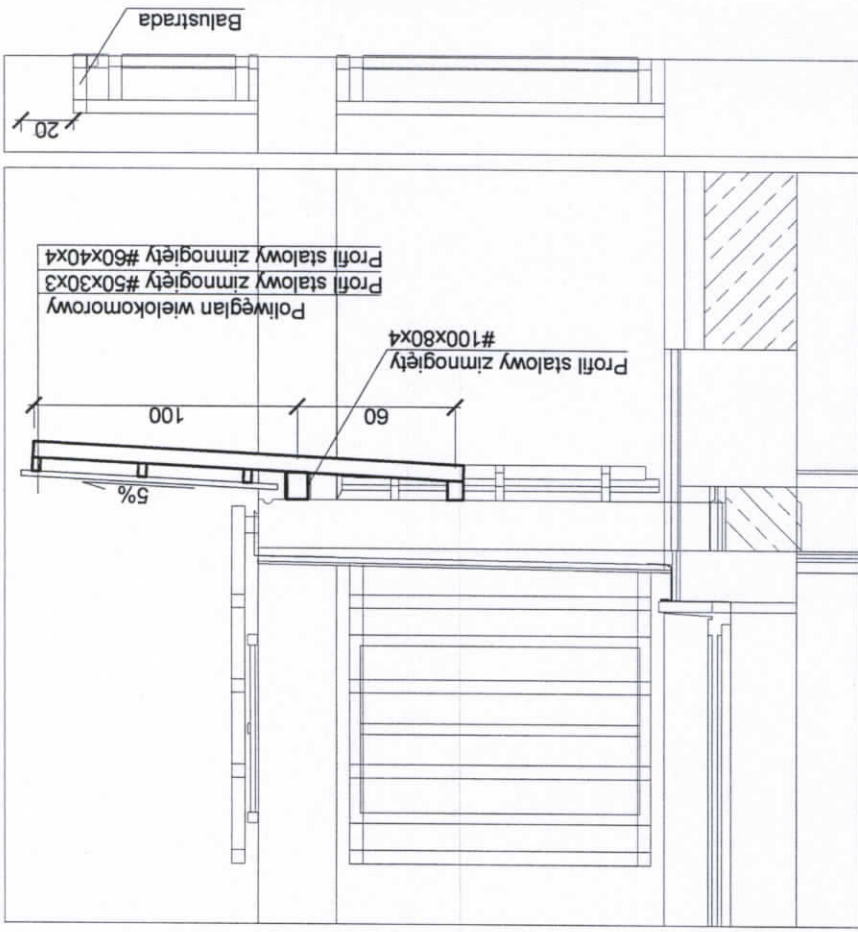 5%
60
100
Profil stalowy zimnogięty
#100x80x4
Poliwęglan wielokomorowy
Profil stalowy zimnogięty #50x30x3
Profil stalowy zimnogięty #60x40x4
20
Balustrada